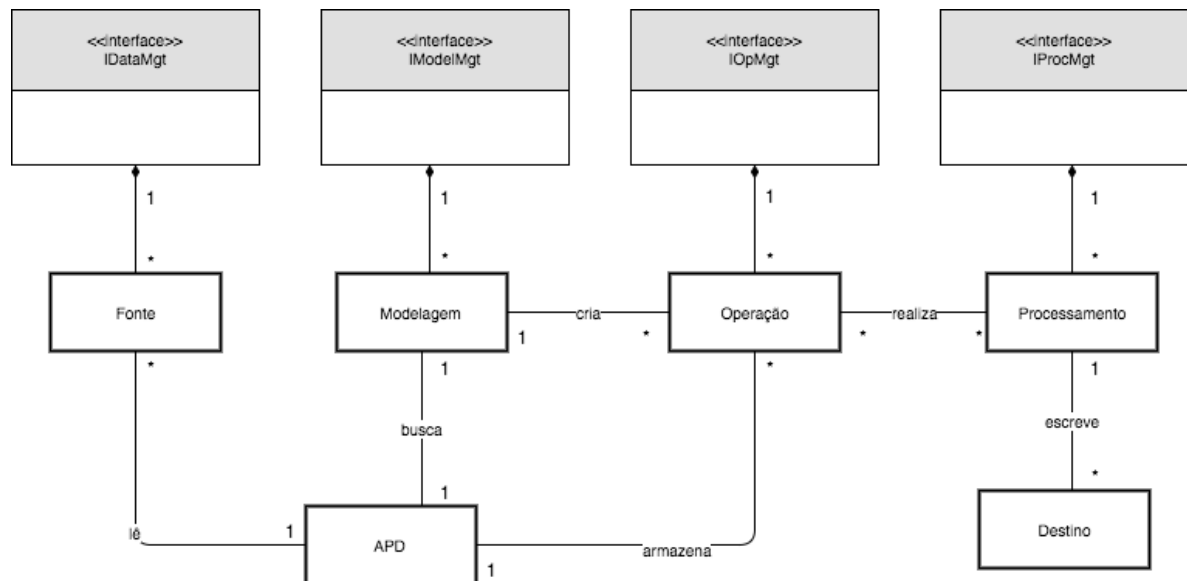 <<interface>>
IDataMgt
<<interface>>
IModelMgt
<<interface>>
IOpMgt
<<interface>>
IProcMgt
1
1
1
1
*
*
*
*
Fonte
Modelagem
cria
Operação
realiza
Processamento
1
*
*
*
*
1
*
1
busca
escreve
1
*
lê
1
APD
1
armazena
Destino